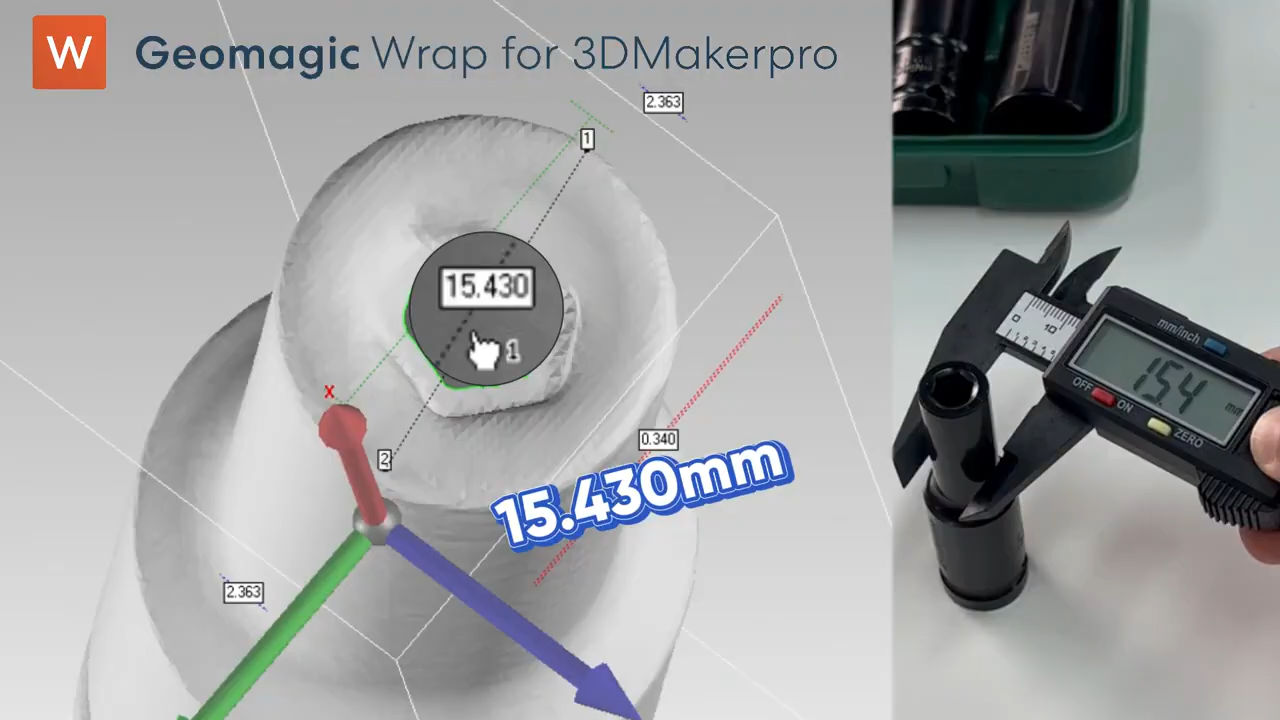 W Geomagic Wrap for 3DMakerpro
2.363
1
15.430
1
X
2
0.340
15.430mm
2.363
0 10
mm/inch
15.4
mm
OFF ON
ZERO